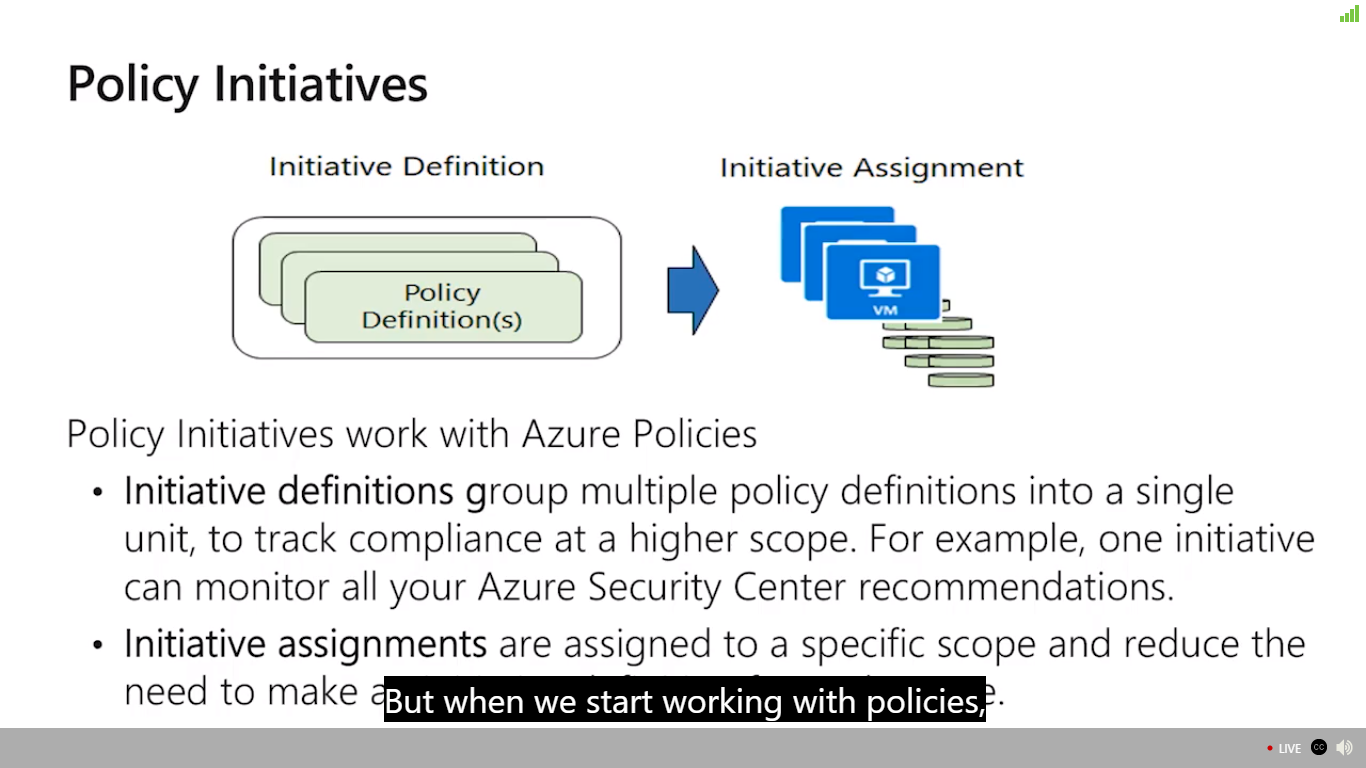 Policy Initiatives
Initiative Definition
Initiative Assignment
Policy
Definition(s)
VM
Policy Initiatives work with Azure Policies
• Initiative definitions group multiple policy definitions into a single
unit, to track compliance at a higher scope. For example, one initiative
can monitor all your Azure Security Center recommendations.
• Initiative assignments are assigned to a specific scope and reduce the
need to make
But when we start working with policies,
LIVE
CC